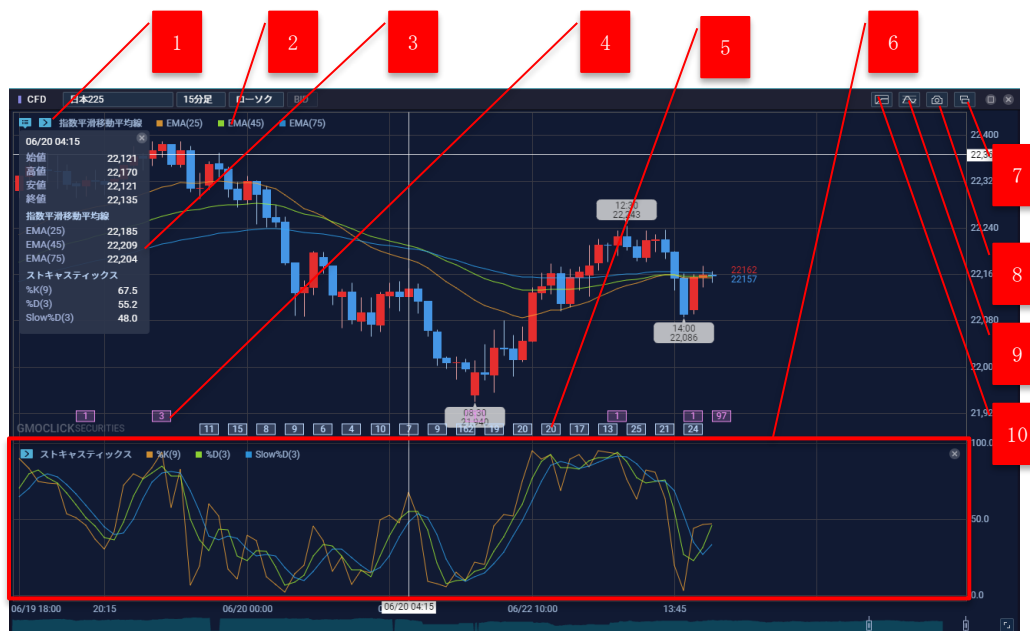 1
2
3
4
5
6
CFD 日本225 15分足 ローソク BID
指数平滑移動平均線 EMA(25) EMA(45) EMA(75)
06/20 04:15
始値 22,121
高値 22,170
安値 22,121
終値 22,135
指数平滑移動平均線
EMA(25) 22,185
EMA(45) 22,209
EMA(75) 22,204
ストキャスティックス
%K(9) 67.5
%D(3) 55.2
Slow%D(3) 48.0
22,400
22,240
22,080
12:30
22,243
22162
22157
14:00
22,086
7
8
9
10
08:30
21,940
1 3 1 1 97
GMOCLICK SECURITIES
11 15 8 9 6 4 10 7 9 162 19 20 20 17 13 25 21 24
ストキャスティックス %K(9) %D(3) Slow%D(3)
100.0
50.0
0.0
06/19 18:00 20:15 06/20 00:00 06/20 04:15 06/22 10:00 13:45